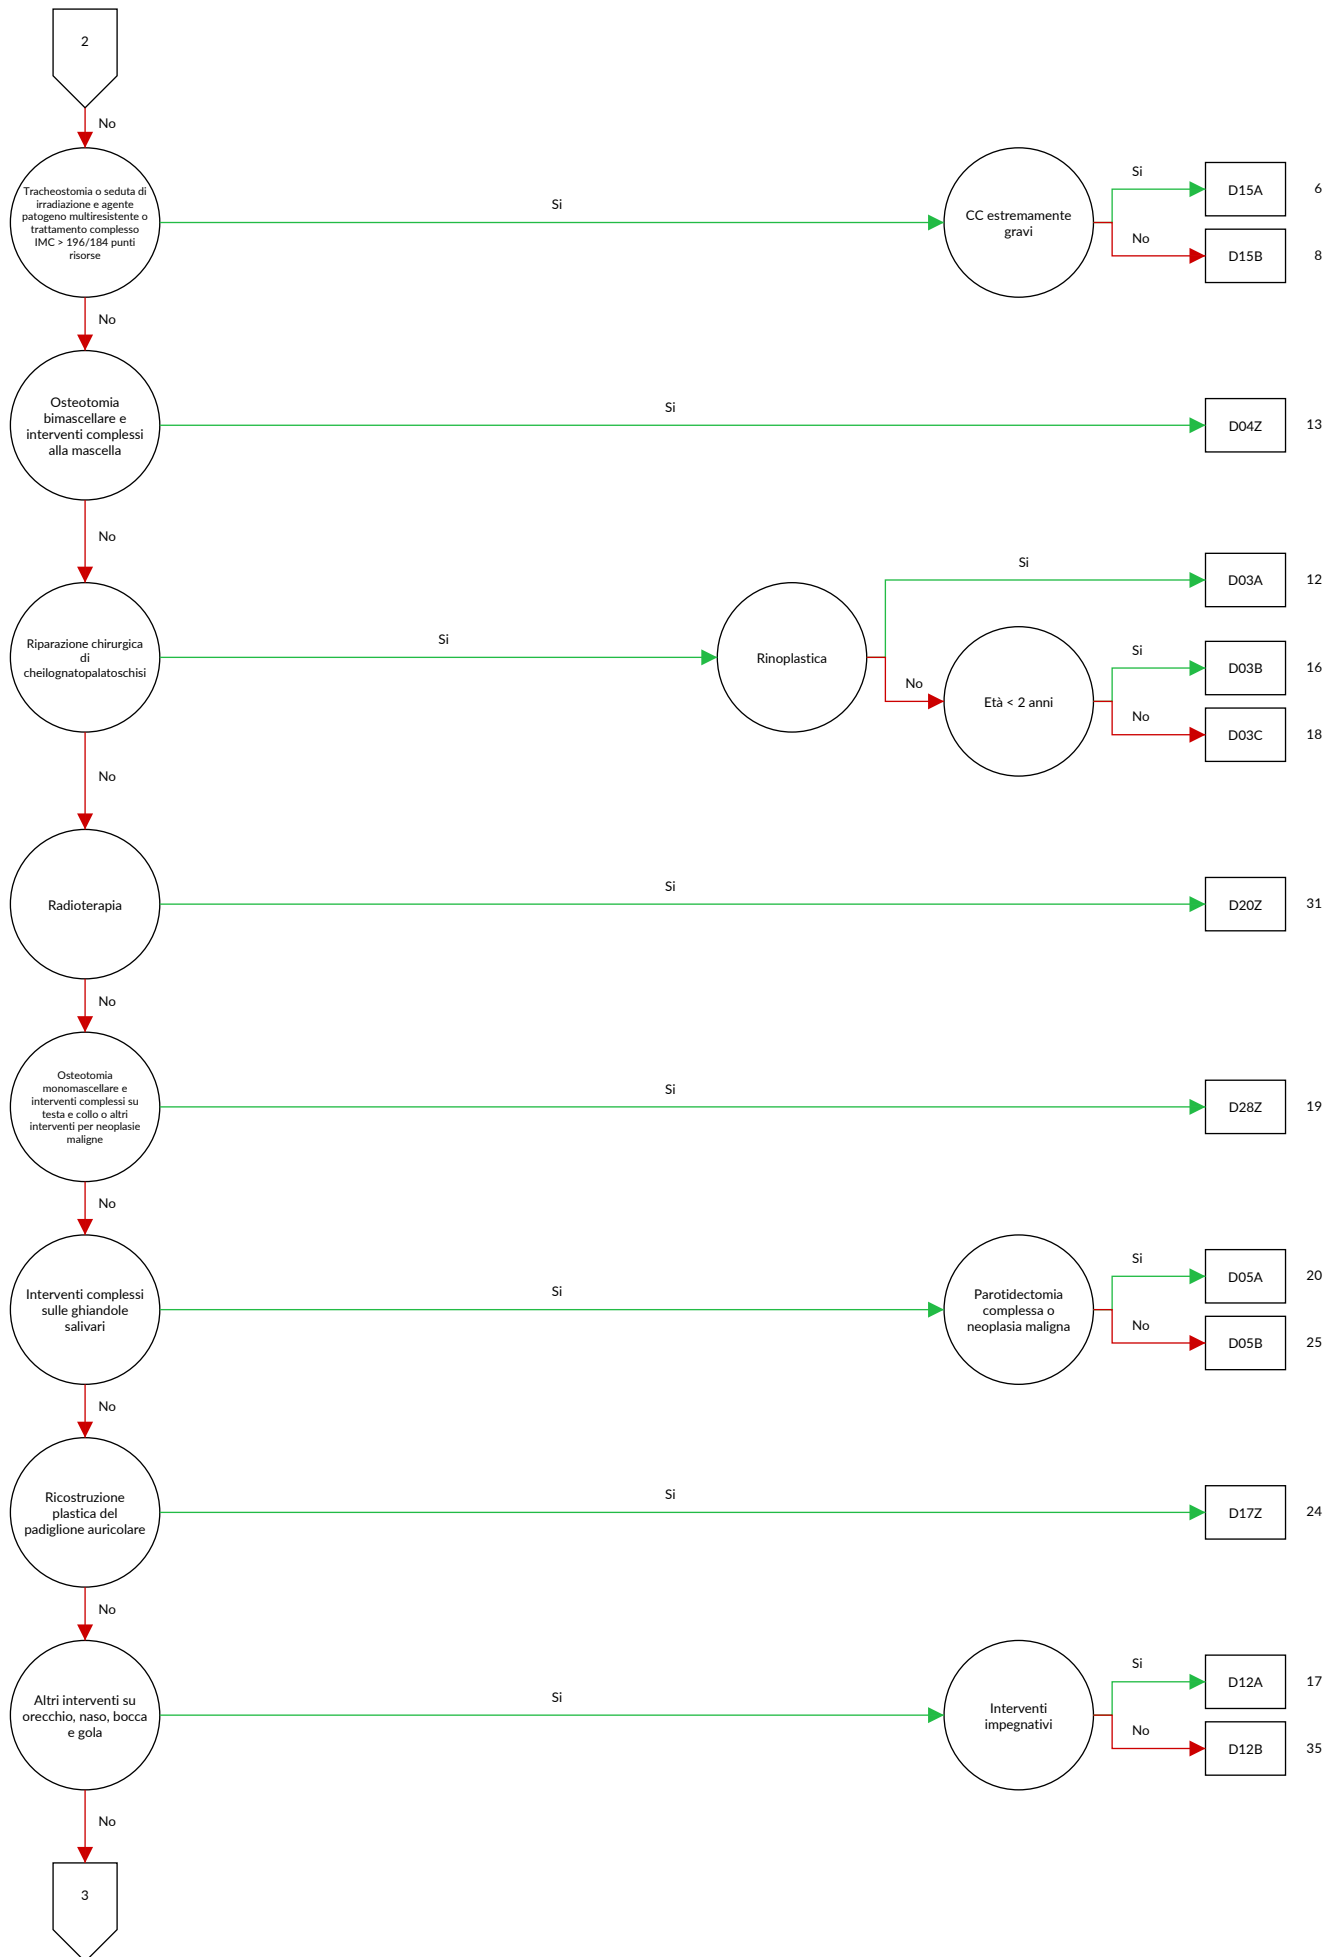 2
No
Tracheostomia o seduta di
irradiazione e agente
patogeno multiresistente o
trattamento complesso
IMC > 196/184 punti
risorse
Si
CC estremamente
gravi
Si
D15A
6
No
D15B
8
No
Osteotomia
bimascellare e
interventi complessi
alla mascella
Si
D04Z
13
No
Riparazione chirurgica
di
cheilognatopalatoschisi
Si
Rinoplastica
Si
D03A
12
No
Età < 2 anni
Si
D03B
16
No
D03C
18
No
Radioterapia
Si
D20Z
31
No
Osteotomia
monomascellare e
interventi complessi su
testa e collo o altri
interventi per neoplasie
maligne
Si
D28Z
19
No
Interventi complessi
sulle ghiandole
salivari
Si
Parotidectomia
complessa o
neoplasia maligna
Si
D05A
20
No
D05B
25
No
Ricostruzione
plastica del
padiglione auricolare
Si
D17Z
24
No
Altri interventi su
orecchio, naso, bocca
e gola
Si
Interventi
impegnativi
Si
D12A
17
No
D12B
35
No
3